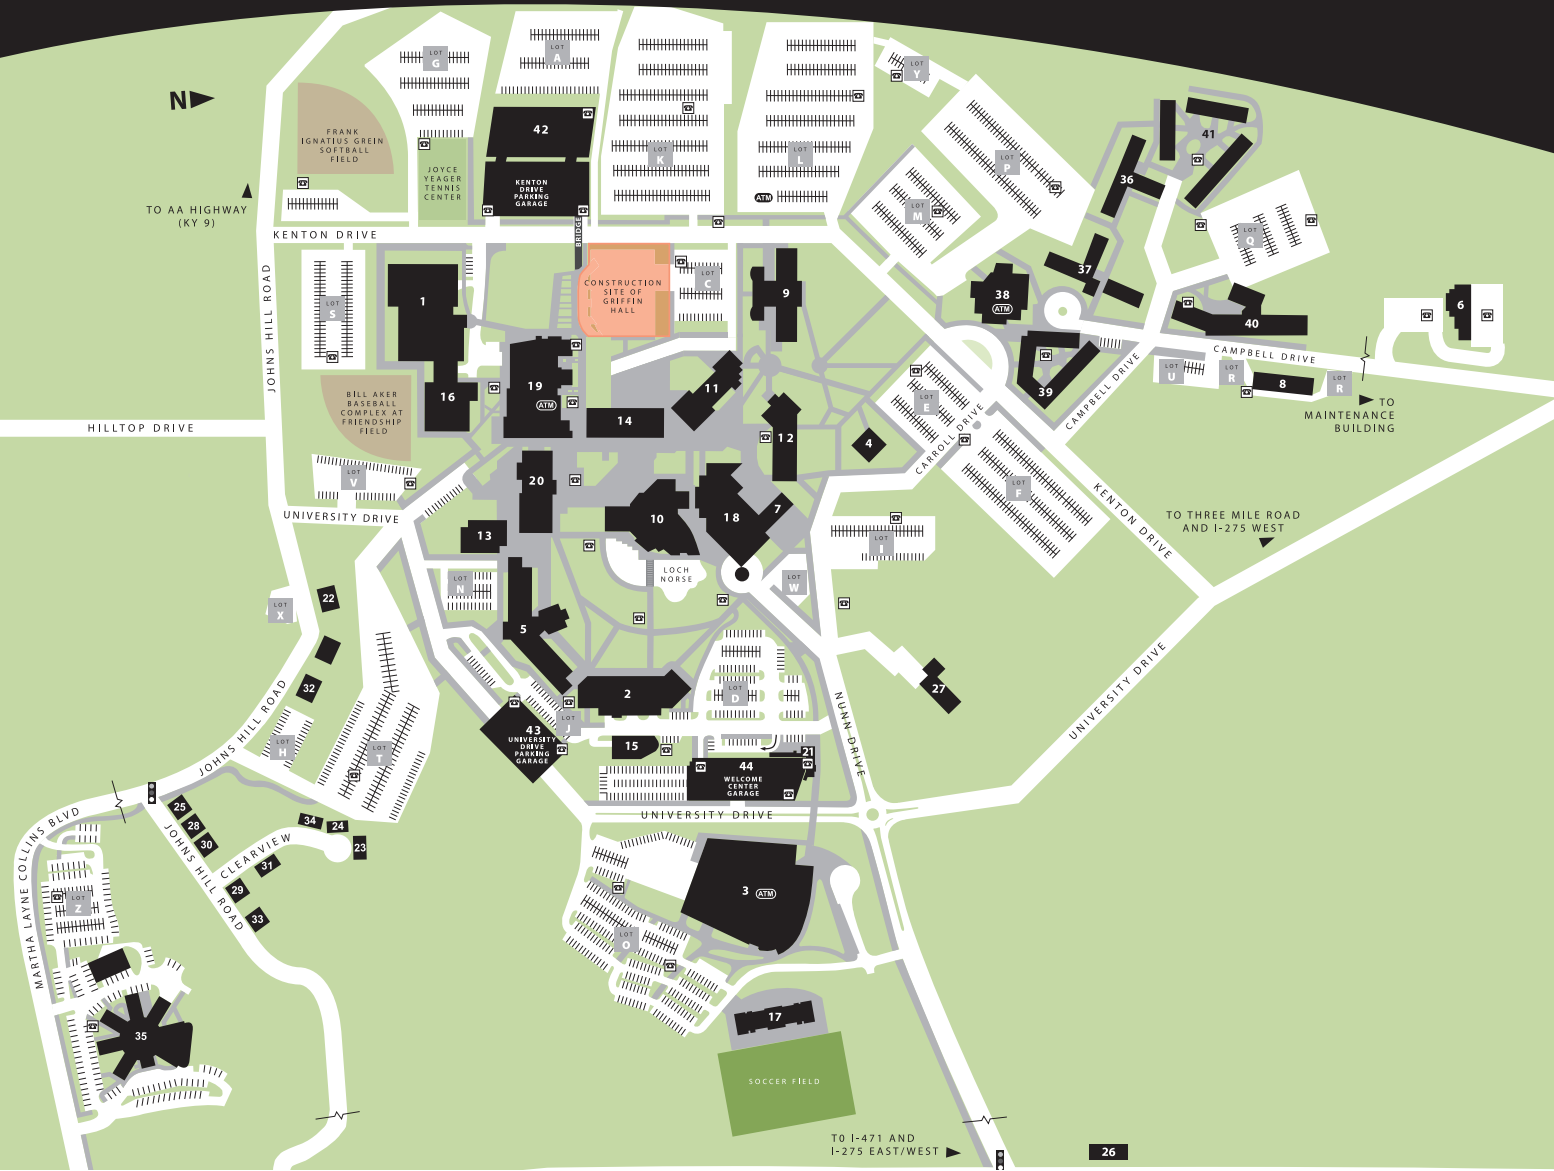 N
TO AA HIGHWAY
(KY 9)
FRANK
IGNATIUS GREIN
SOFTBALL
FIELD
JOYCE
YEAGER
TENNIS
CENTER
LOT
G
LOT
A
LOT
K
LOT
L
LOT
Y
LOT
P
LOT
M
LOT
Q
42
KENTON
DRIVE
PARKING
GARAGE
BRIDGE
ATM
41
36
37
38
ATM
40
6
39
8
KENTON DRIVE
JOHNS HILL ROAD
LOT
S
1
CONSTRUCTION
SITE OF
GRIFFIN
HALL
LOT
C
9
CAMPBELL DRIVE
CAMPBELL DRIVE
LOT
U
LOT
R
LOT
R
TO
MAINTENANCE
BUILDING
HILLTOP DRIVE
BILL AKER
BASEBALL
COMPLEX AT
FRIENDSHIP
FIELD
16
19
ATM
14
11
12
4
LOT
E
CARROLL DRIVE
LOT
F
KENTON DRIVE
TO THREE MILE ROAD
AND I-275 WEST
LOT
V
UNIVERSITY DRIVE
20
13
10
18
7
LOT
I
LOT
N
LOCH
NORSE
LOT
W
LOT
X
22
5
32
2
LOT
D
27
NUNN DRIVE
UNIVERSITY DRIVE
JOHNS HILL ROAD
LOT
H
LOT
T
43
UNIVERSITY
DRIVE
PARKING
GARAGE
LOT
J
15
21
44
WELCOME
CENTER
GARAGE
UNIVERSITY DRIVE
MARTHA LAYNE COLLINS BLVD
25
28
30
34
24
23
31
29
33
CLEARVIEW
JOHNS HILL ROAD
LOT
Z
35
3
ATM
LOT
O
17
SOCCER FIELD
T0 I-471 AND
I-275 EAST/WEST
26